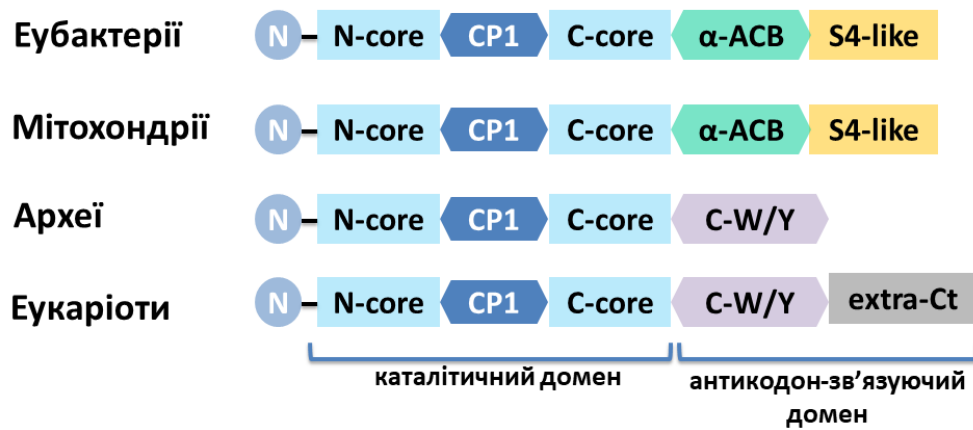 Еубактерії N N-core CP1 C-core α-ACB S4-like
Мітохондрії N N-core CP1 C-core α-ACB S4-like
Археї N N-core CP1 C-core C-W/Y
Еукаріоти N N-core CP1 C-core C-W/Y extra-Ct
каталітичний домен
антикодон-зв'язуючий
домен